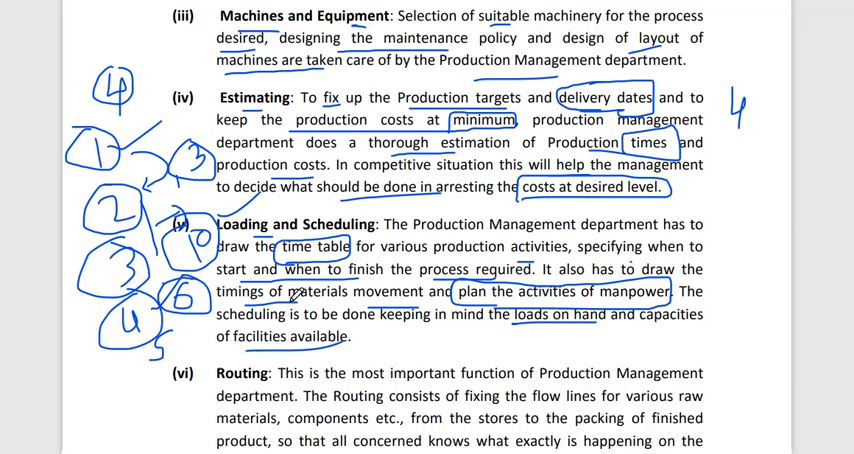 (iii) Machines and Equipment: Selection of suitable machinery for the process
desired, designing the maintenance policy and design of layout of
machines are taken care of by the Production Management department.
4
(iv) Estimating: To fix up the Production targets and delivery dates and to
4
keep the production costs at minimum, production management
department does a thorough estimation of Production times and
1
3
production costs. In competitive situation this will help the management
to decide what should be done in arresting the costs at desired level.
2
(v) Loading and Scheduling: The Production Management department has to
10
draw the time table for various production activities, specifying when to
3
start and when to finish the process required. It also has to draw the
6
timings of materials movement and plan the activities of manpower. The
4
scheduling is to be done keeping in mind the loads on hand and capacities
5
of facilities available.
(vi) Routing: This is the most important function of Production Management
department. The Routing consists of fixing the flow lines for various raw
materials, components etc., from the stores to the packing of finished
product, so that all concerned knows what exactly is happening on the